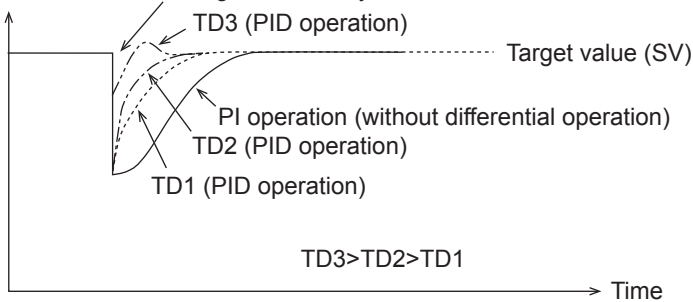 TD3 (PID operation)
Target value (SV)
PI operation (without differential operation)
TD2 (PID operation)
TD1 (PID operation)
TD3>TD2>TD1
Time